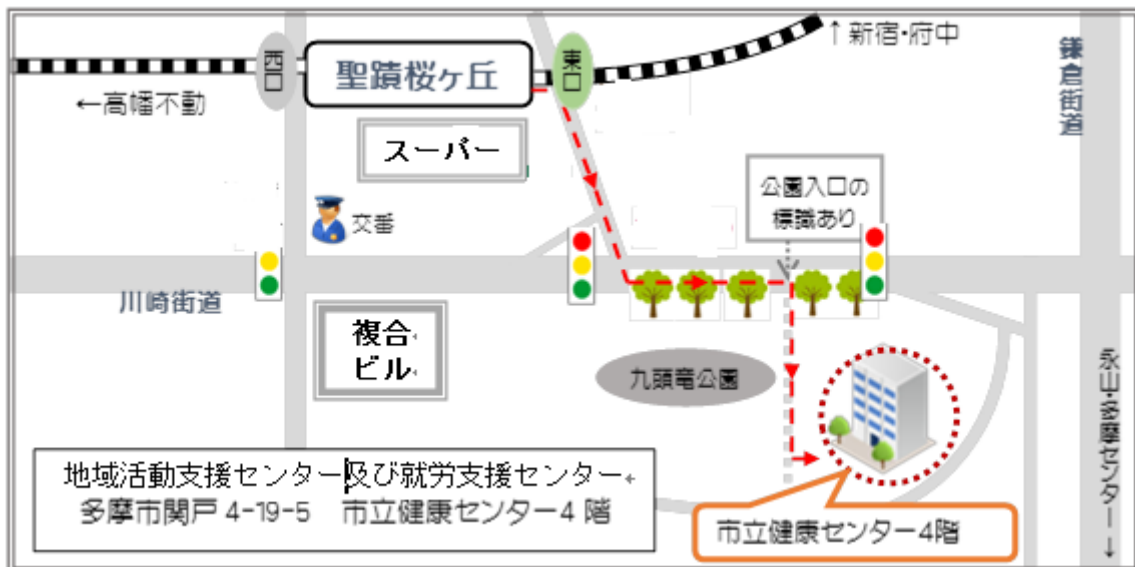 ↑新宿・府中
鎌倉街道
西口
聖蹟桜ヶ丘
東口
←高幡不動
スーパー
公園入口の
標識あり
交番
川崎街道
複合
ビル
九頭竜公園
永山・多摩センター→
地域活動支援センター及び就労支援センター
多摩市関戸 4-19-5 市立健康センター4 階
市立健康センター4階